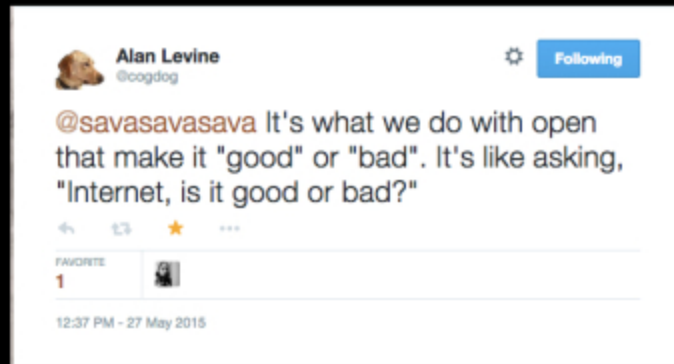 Alan Levine
@cogdog
Following
@savasavasava It's what we do with open
that make it "good" or "bad". It's like asking,
"Internet, is it good or bad?"
FAVORITE
1
12:37 PM - 27 May 2015